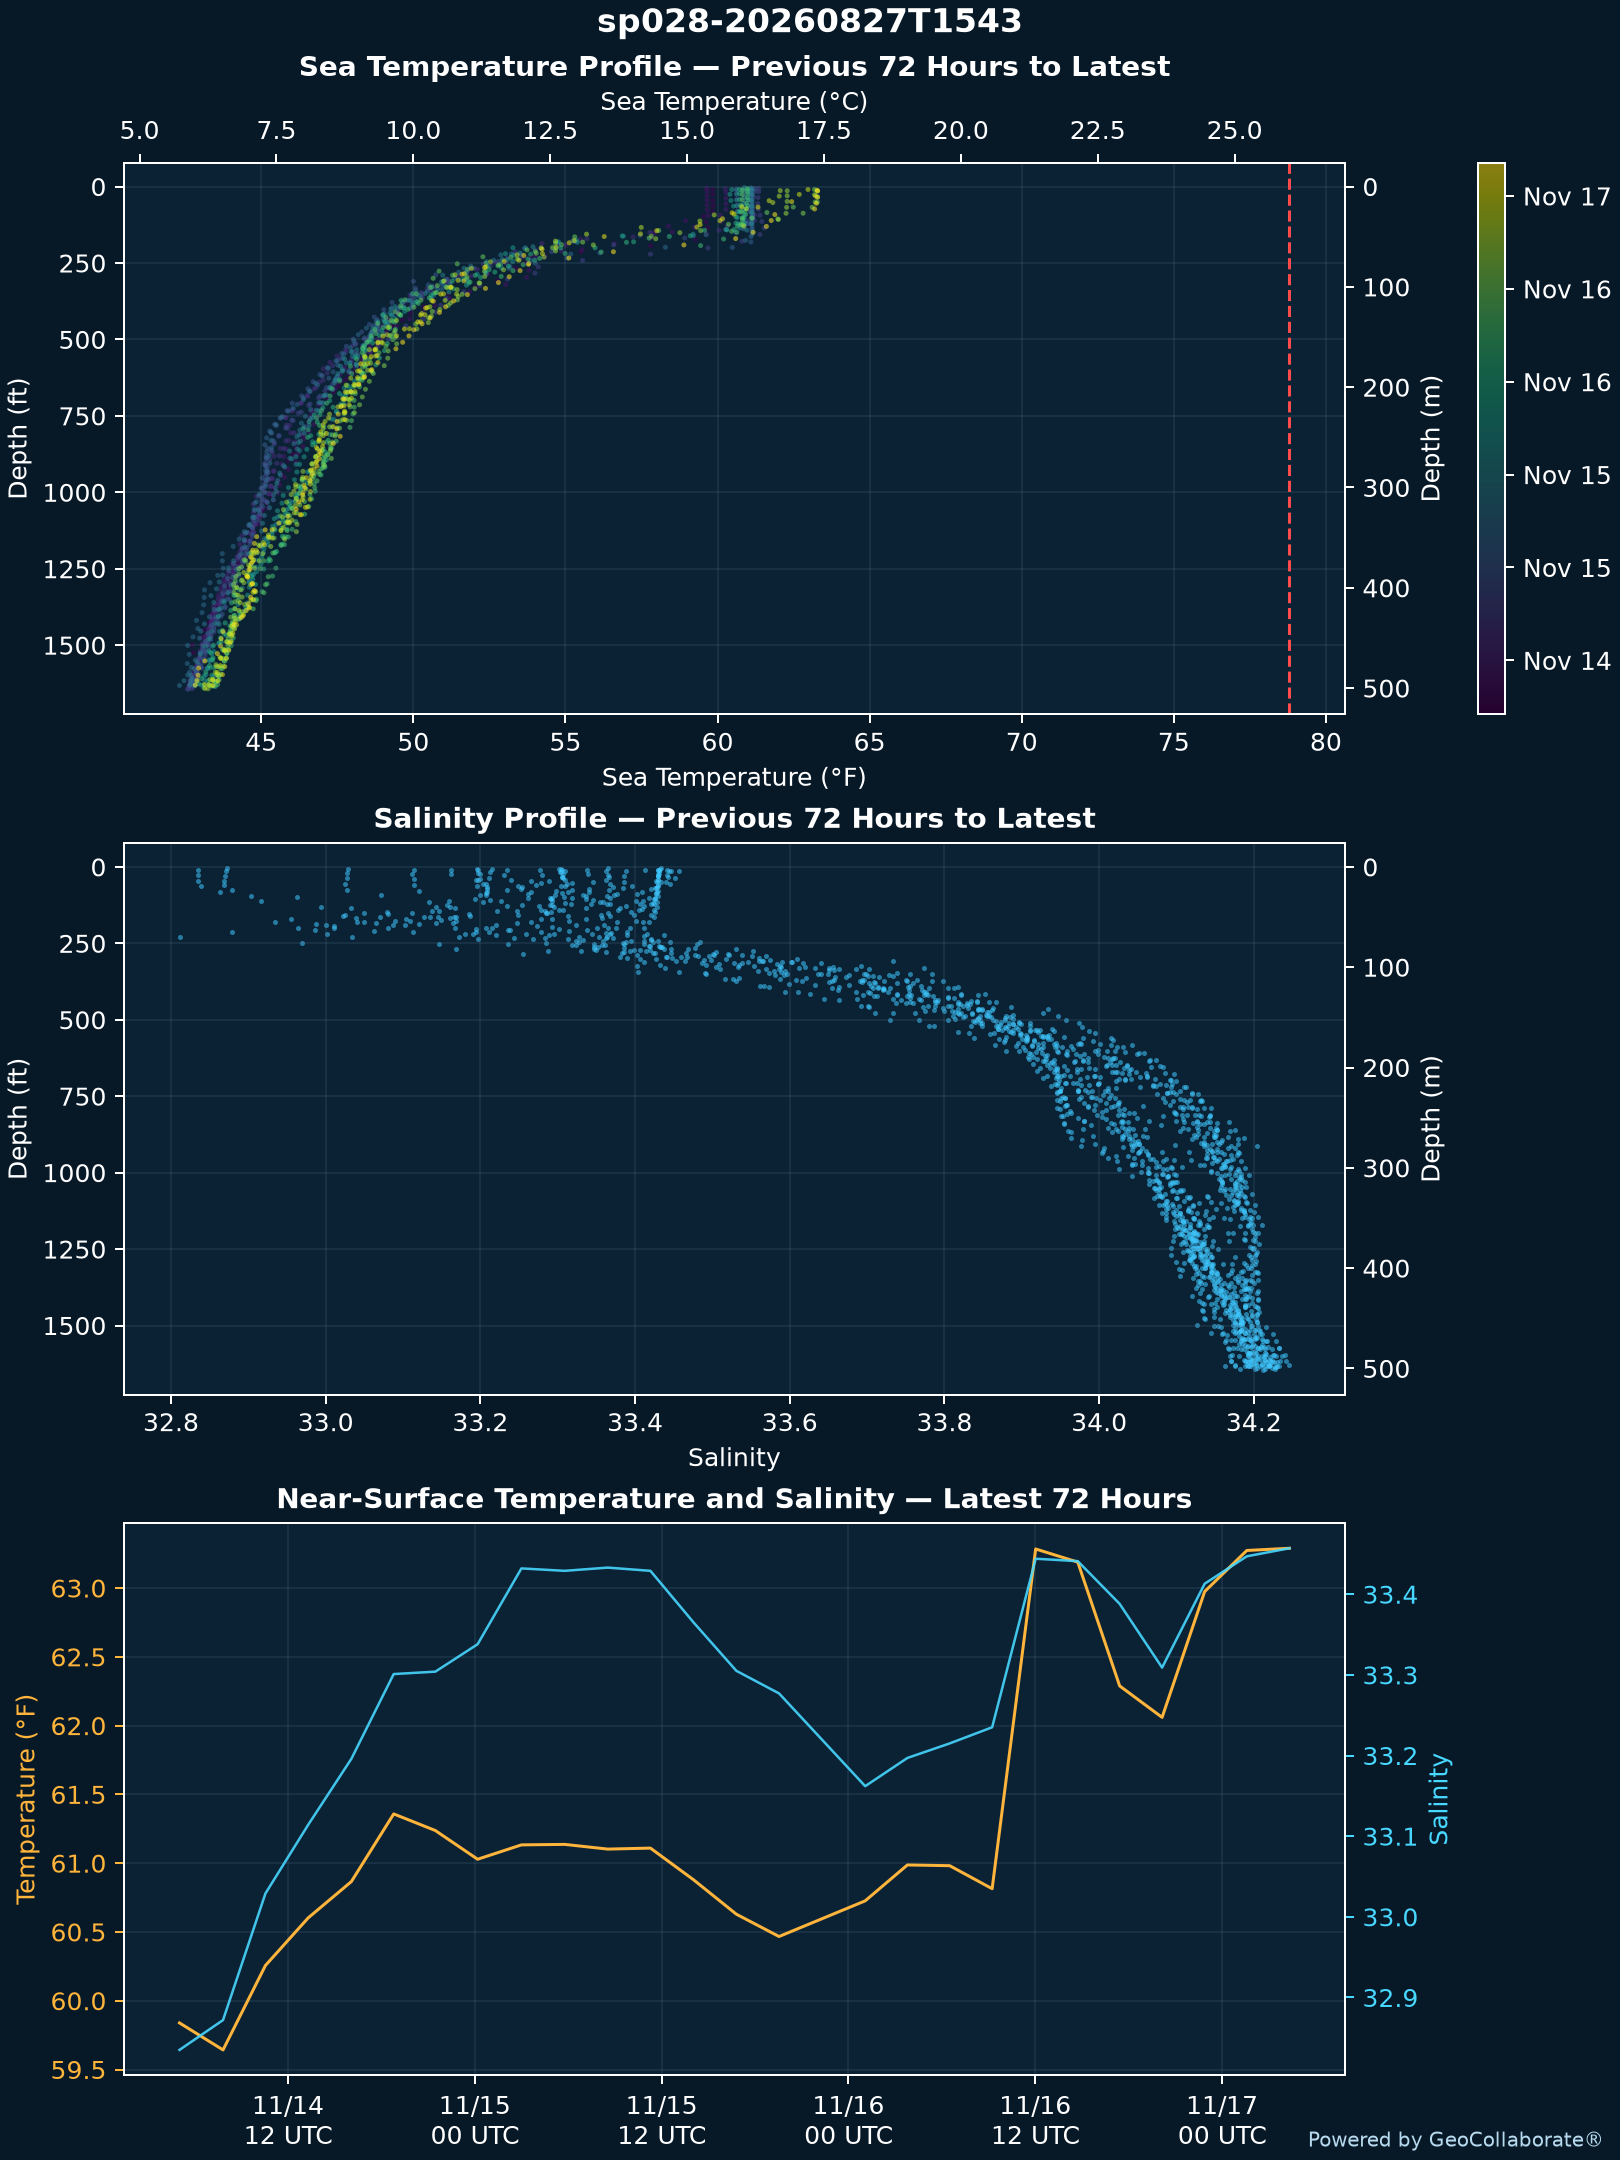 sp028-20260827T1543
Sea Temperature Profile — Previous 72 Hours to Latest
Sea Temperature (°C)
5.0 7.5 10.0 12.5 15.0 17.5 20.0 22.5 25.0
0
250
500
750
1000
1250
1500
Depth (ft)
0
100
200
300
400
500
Depth (m)
Nov 17
Nov 16
Nov 16
Nov 15
Nov 15
Nov 14
45 50 55 60 65 70 75 80
Sea Temperature (°F)
Salinity Profile — Previous 72 Hours to Latest
0
250
500
750
1000
1250
1500
Depth (ft)
0
100
200
300
400
500
Depth (m)
32.8 33.0 33.2 33.4 33.6 33.8 34.0 34.2
Salinity
Near-Surface Temperature and Salinity — Latest 72 Hours
63.0
62.5
62.0
61.5
61.0
60.5
60.0
59.5
Temperature (°F)
33.4
33.3
33.2
33.1
33.0
32.9
Salinity
11/14 11/15 11/15 11/16 11/16 11/17
12 UTC 00 UTC 12 UTC 00 UTC 12 UTC 00 UTC
Powered by GeoCollaborate®